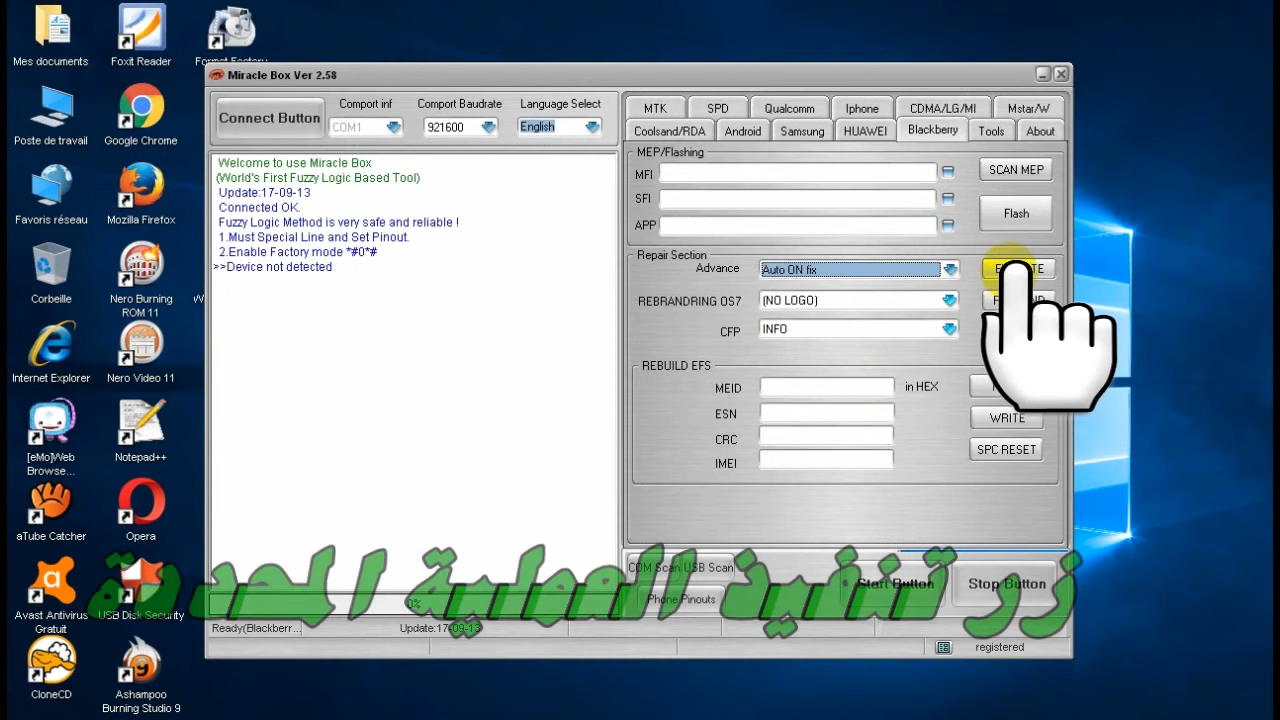 Mes documents
Foxit Reader
Format Factory
Poste de travail
Google Chrome
Favoris réseau
Mozilla Firefox
Corbeille
Nero Burning
ROM 11
Internet Explorer
Nero Video 11
[eMo]Web
Browse...
Notepad++
aTube Catcher
Opera
Avast Antivirus
Gratuit
USB Disk Security
CloneCD
Ashampoo
Burning Studio 9
Miracle Box Ver 2.58
Connect Button
Comport inf
Comport Baudrate
Language Select
COM1
921600
English
Welcome to use Miracle Box
(World's First Fuzzy Logic Based Tool)
Update:17-09-13
Connected OK.
Fuzzy Logic Method is very safe and reliable !
1.Must Special Line and Set Pinout.
2.Enable Factory mode *#0*#
>>Device not detected
MTK
SPD
Qualcomm
Iphone
CDMA/LG/MI
Mstar/W
Coolsand/RDA
Android
Samsung
HUAWEI
Blackberry
Tools
About
MEP/Flashing
MFI
SCAN MEP
SFI
Flash
APP
Repair Section
Advance
Auto ON fix
REBRANDRING OS7
(NO LOGO)
CFP
INFO
REBUILD EFS
MEID
in HEX
ESN
WRITE
CRC
SPC RESET
IMEI
COM Scan
USB Scan
Phone Pinouts
Start Button
Stop Button
زر تنفيذ العملية المحددة
0%
Ready(Blackberr...
Update:17-09-13
registered